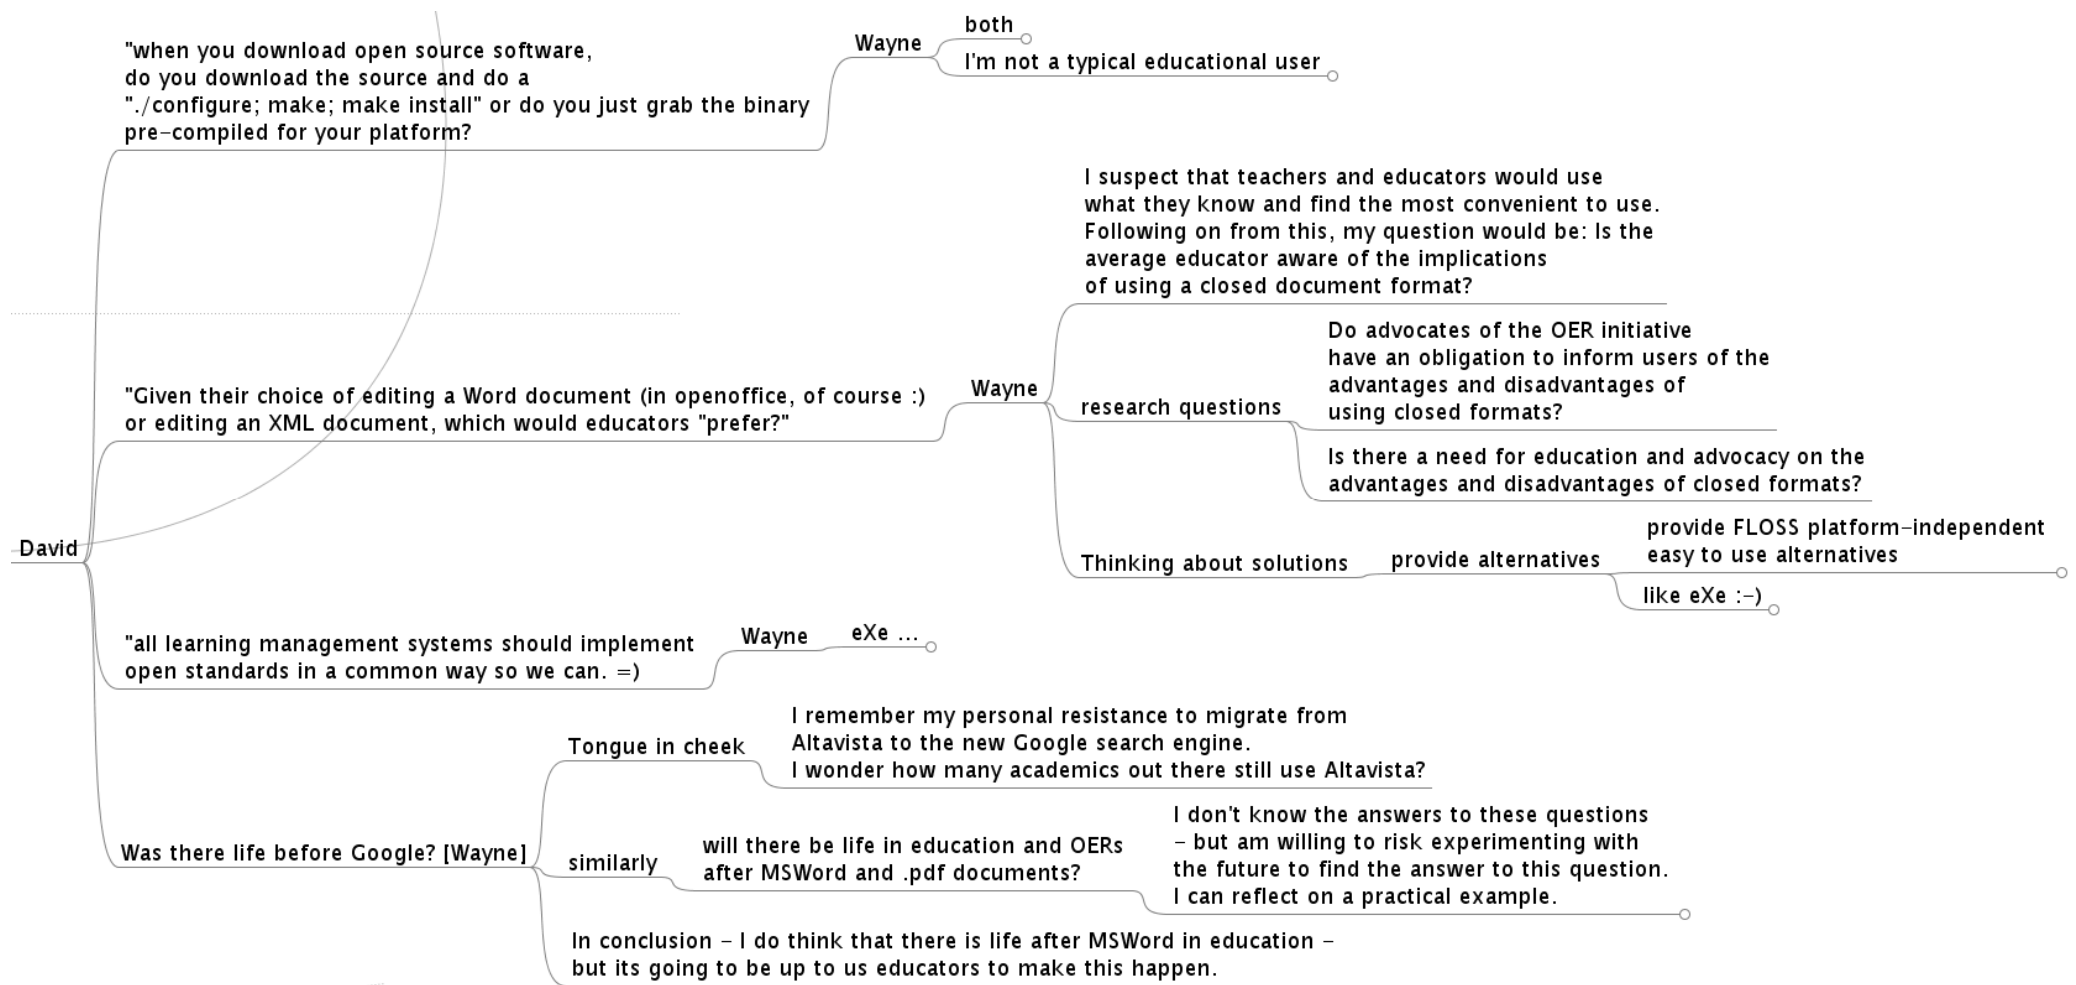 "when you download open source software,
do you download the source and do a
"./configure; make; make install" or do you just grab the binary
pre-compiled for your platform?
Wayne
both
I'm not a typical educational user
"Given their choice of editing a Word document (in openoffice, of course :)
or editing an XML document, which would educators "prefer?"
Wayne
I suspect that teachers and educators would use
what they know and find the most convenient to use.
Following on from this, my question would be: Is the
average educator aware of the implications
of using a closed document format?
research questions
Do advocates of the OER initiative
have an obligation to inform users of the
advantages and disadvantages of
using closed formats?
Is there a need for education and advocacy on the
advantages and disadvantages of closed formats?
Thinking about solutions
provide alternatives
provide FLOSS platform-independent
easy to use alternatives
like eXe :-)
David
"all learning management systems should implement
open standards in a common way so we can. =)
Wayne
eXe ...
Was there life before Google? [Wayne]
Tongue in cheek
I remember my personal resistance to migrate from
Altavista to the new Google search engine.
I wonder how many academics out there still use Altavista?
similarly
will there be life in education and OERs
after MSWord and .pdf documents?
I don't know the answers to these questions
- but am willing to risk experimenting with
the future to find the answer to this question.
I can reflect on a practical example.
In conclusion - I do think that there is life after MSWord in education -
but its going to be up to us educators to make this happen.